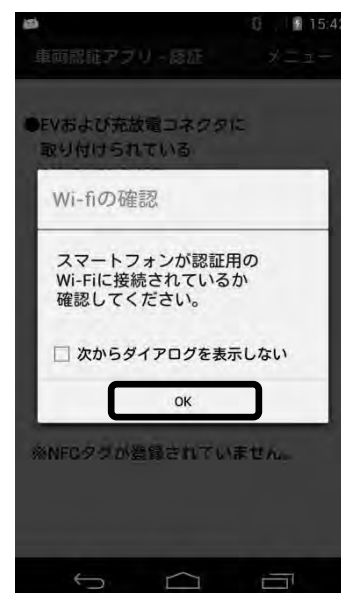 15:42
車両認証アプリ - 認証 メニュー
●EVおよび充放電コネクタに
取り付けられている
Wi-fiの確認
スマートフォンが認証用の
Wi-Fiに接続されているか
確認してください。
次からダイアログを表示しない
OK
※NFCタグが登録されていません。